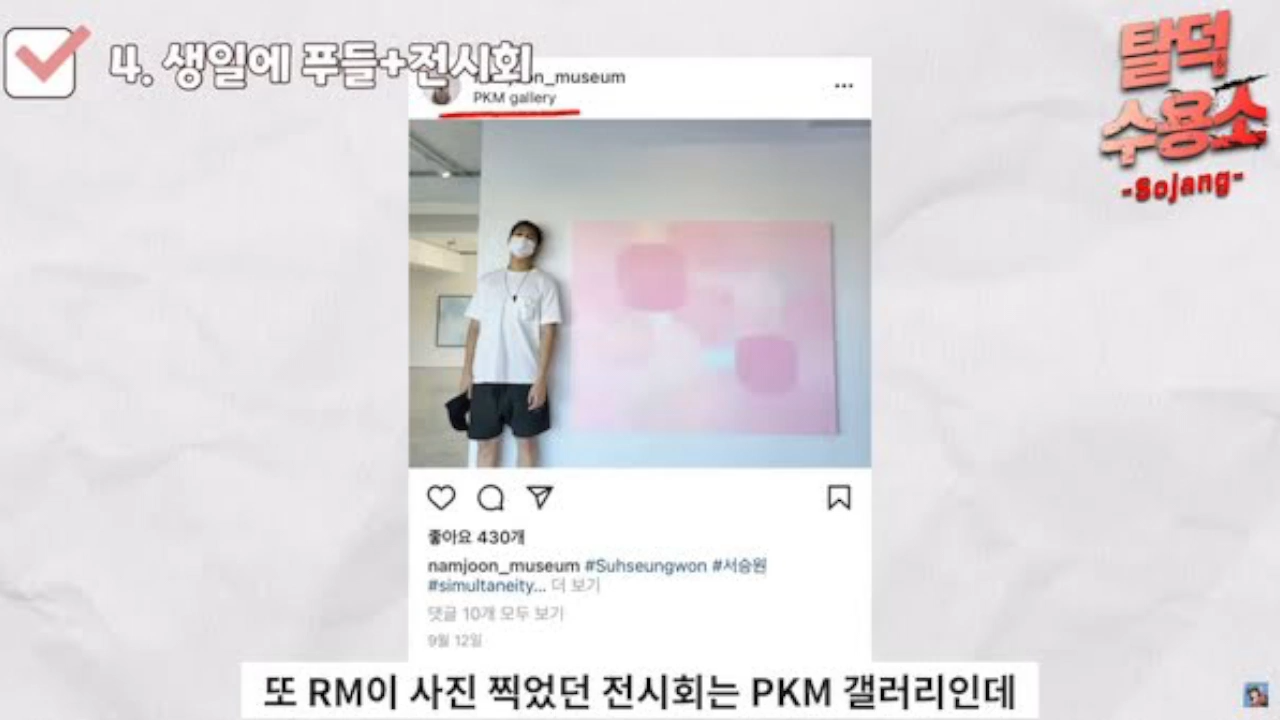 4. 생일에 푸들+전시회
탈덕
수용소
-Sojang-
namjoon_museum
PKM gallery
좋아요 430개
namjoon_museum #Suhseungwon #서승원
#simultaneity... 더 보기
댓글 10개 모두 보기
9월 12일
또 RM이 사진 찍었던 전시회는 PKM 갤러리인데